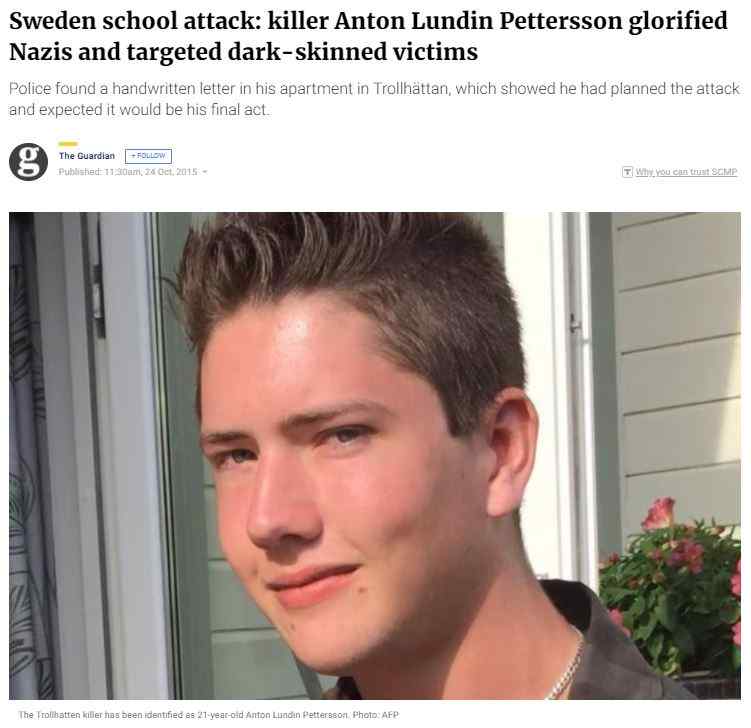 Sweden school attack: killer Anton Lundin Pettersson glorified
Nazis and targeted dark-skinned victims
Police found a handwritten letter in his apartment in Trollhättan, which showed he had planned the attack
and expected it would be his final act.
g
The Guardian
+ FOLLOW
Published: 11:30am, 24 Oct, 2015
T Why you can trust SCMP
The Trollhatten killer has been identified as 21-year-old Anton Lundin Pettersson. Photo: AFP